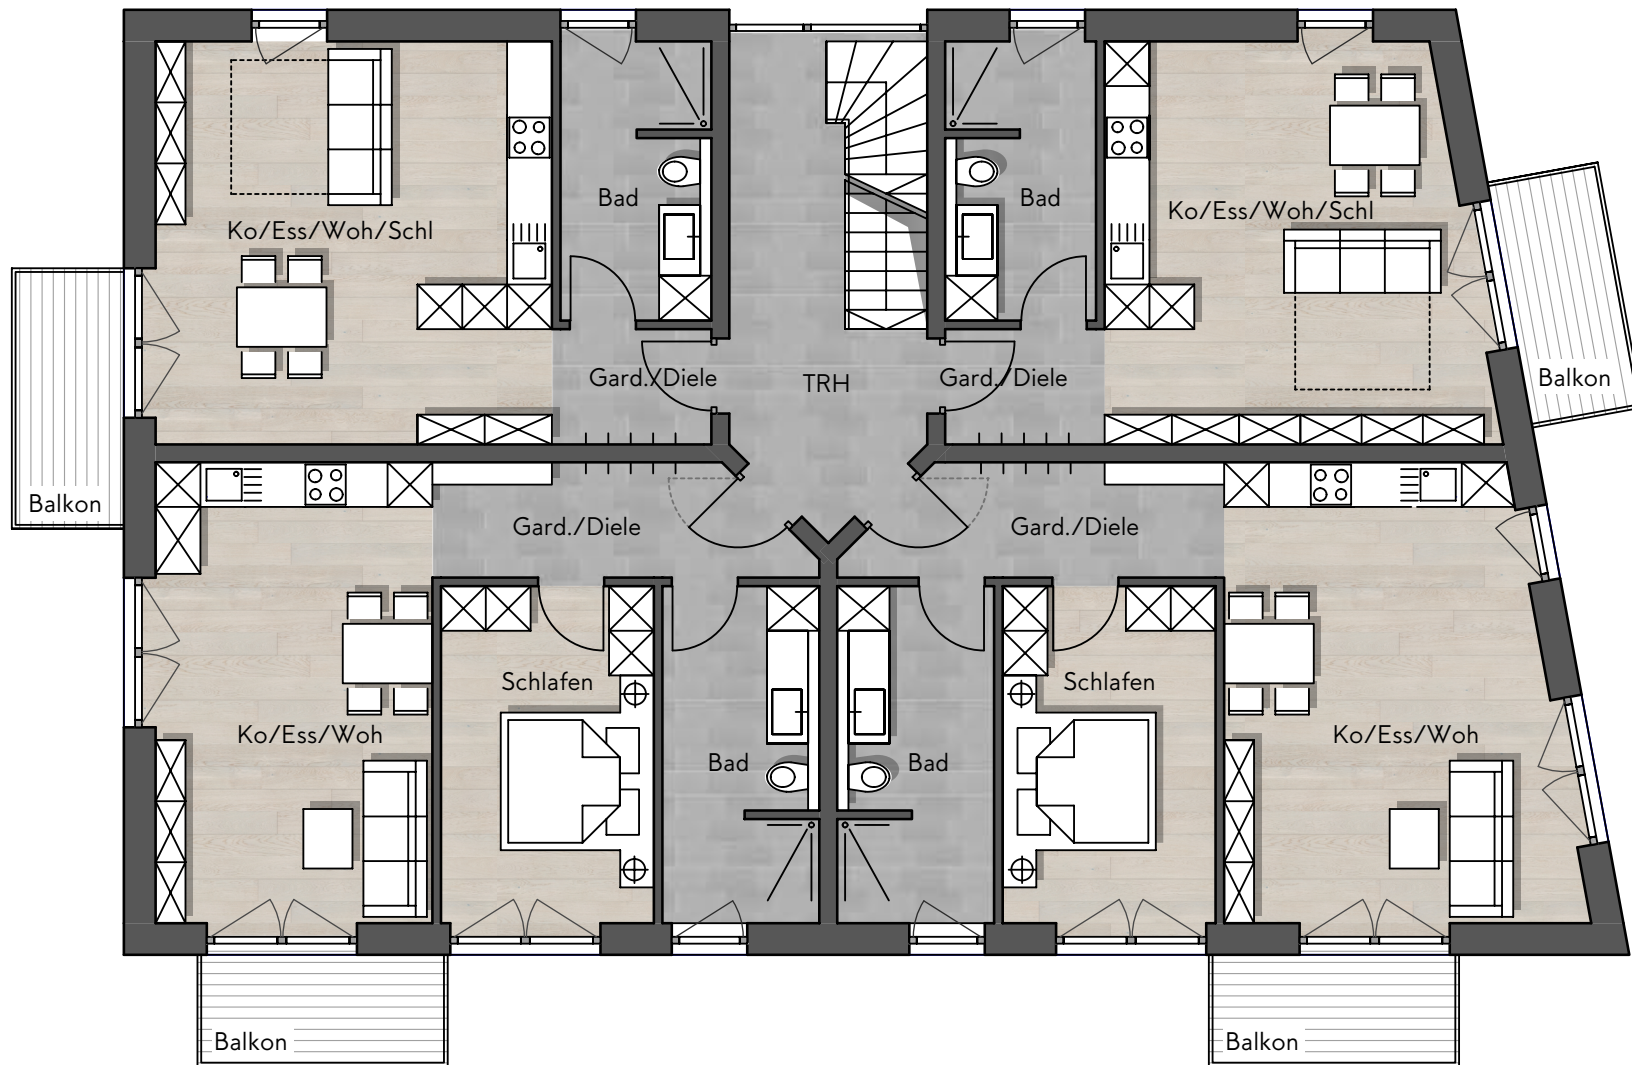 Bad
Bad
Ko/Ess/Woh/Schl
Ko/Ess/Woh/Schl
Gard./Diele
TRH
Gard./Diele
Balkon
Balkon
Gard./Diele
Gard./Diele
Schlafen
Schlafen
Ko/Ess/Woh
Ko/Ess/Woh
Bad
Bad
Balkon
Balkon